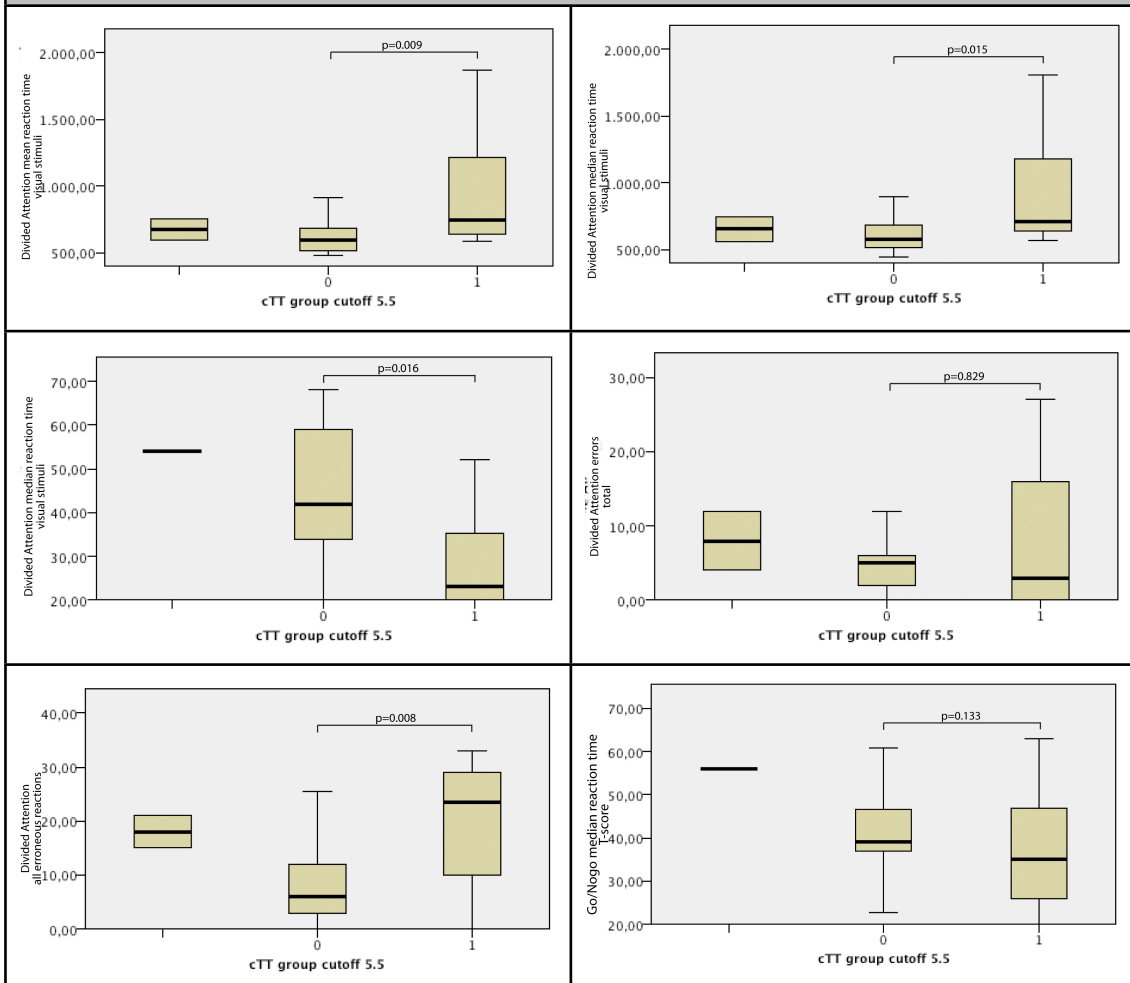 p=0.009
2.000,00
1.500,00
1.000,00
500,00
Divided Attention mean reaction time
visual stimuli
0 1
cTT group cutoff 5.5
p=0.015
2.000,00
1.500,00
1.000,00
500,00
Divided Attention median reaction time
visual stimuli
0 1
cTT group cutoff 5.5
p=0.016
70,00
60,00
50,00
40,00
30,00
20,00
Divided Attention median reaction time
visual stimuli
0 1
cTT group cutoff 5.5
p=0.829
30,00
20,00
10,00
0,00
Divided Attention errors
total
0 1
cTT group cutoff 5.5
p=0.008
40,00
30,00
20,00
10,00
0,00
Divided Attention
all erroneous reactions
0 1
cTT group cutoff 5.5
p=0.133
70,00
60,00
50,00
40,00
30,00
20,00
Go/Nogo median reaction time
T-score
0 1
cTT group cutoff 5.5